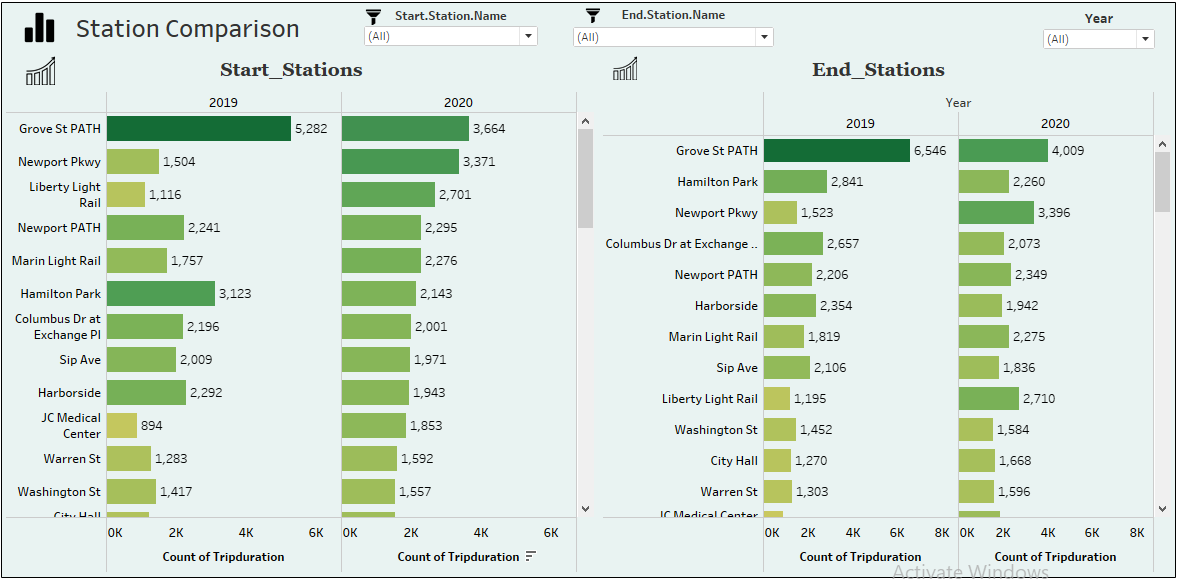 Station Comparison
Start.Station.Name
(All)
End.Station.Name
(All)
Year
(All)
Start_Stations
2019
2020
Grove St PATH
5,282
3,664
Newport Pkwy
1,504
3,371
Liberty Light
Rail
1,116
2,701
Newport PATH
2,241
2,295
Marin Light Rail
1,757
2,276
Hamilton Park
3,123
2,143
Columbus Dr at
Exchange Pl
2,196
2,001
Sip Ave
2,009
1,971
Harborside
2,292
1,943
JC Medical
Center
894
1,853
Warren St
1,283
1,592
Washington St
1,417
1,557
City Hall
0K
2K
4K
6K
0K
2K
4K
6K
Count of Tripduration
Count of Tripduration
End_Stations
Year
2019
2020
Grove St PATH
6,546
4,009
Hamilton Park
2,841
2,260
Newport Pkwy
1,523
3,396
Columbus Dr at Exchange ..
2,657
2,073
Newport PATH
2,206
2,349
Harborside
2,354
1,942
Marin Light Rail
1,819
2,275
Sip Ave
2,106
1,836
Liberty Light Rail
1,195
2,710
Washington St
1,452
1,584
City Hall
1,270
1,668
Warren St
1,303
1,596
JC Medical Center
0K
2K
4K
6K
8K
0K
2K
4K
6K
8K
Count of Tripduration
Count of Tripduration
Activate Windows